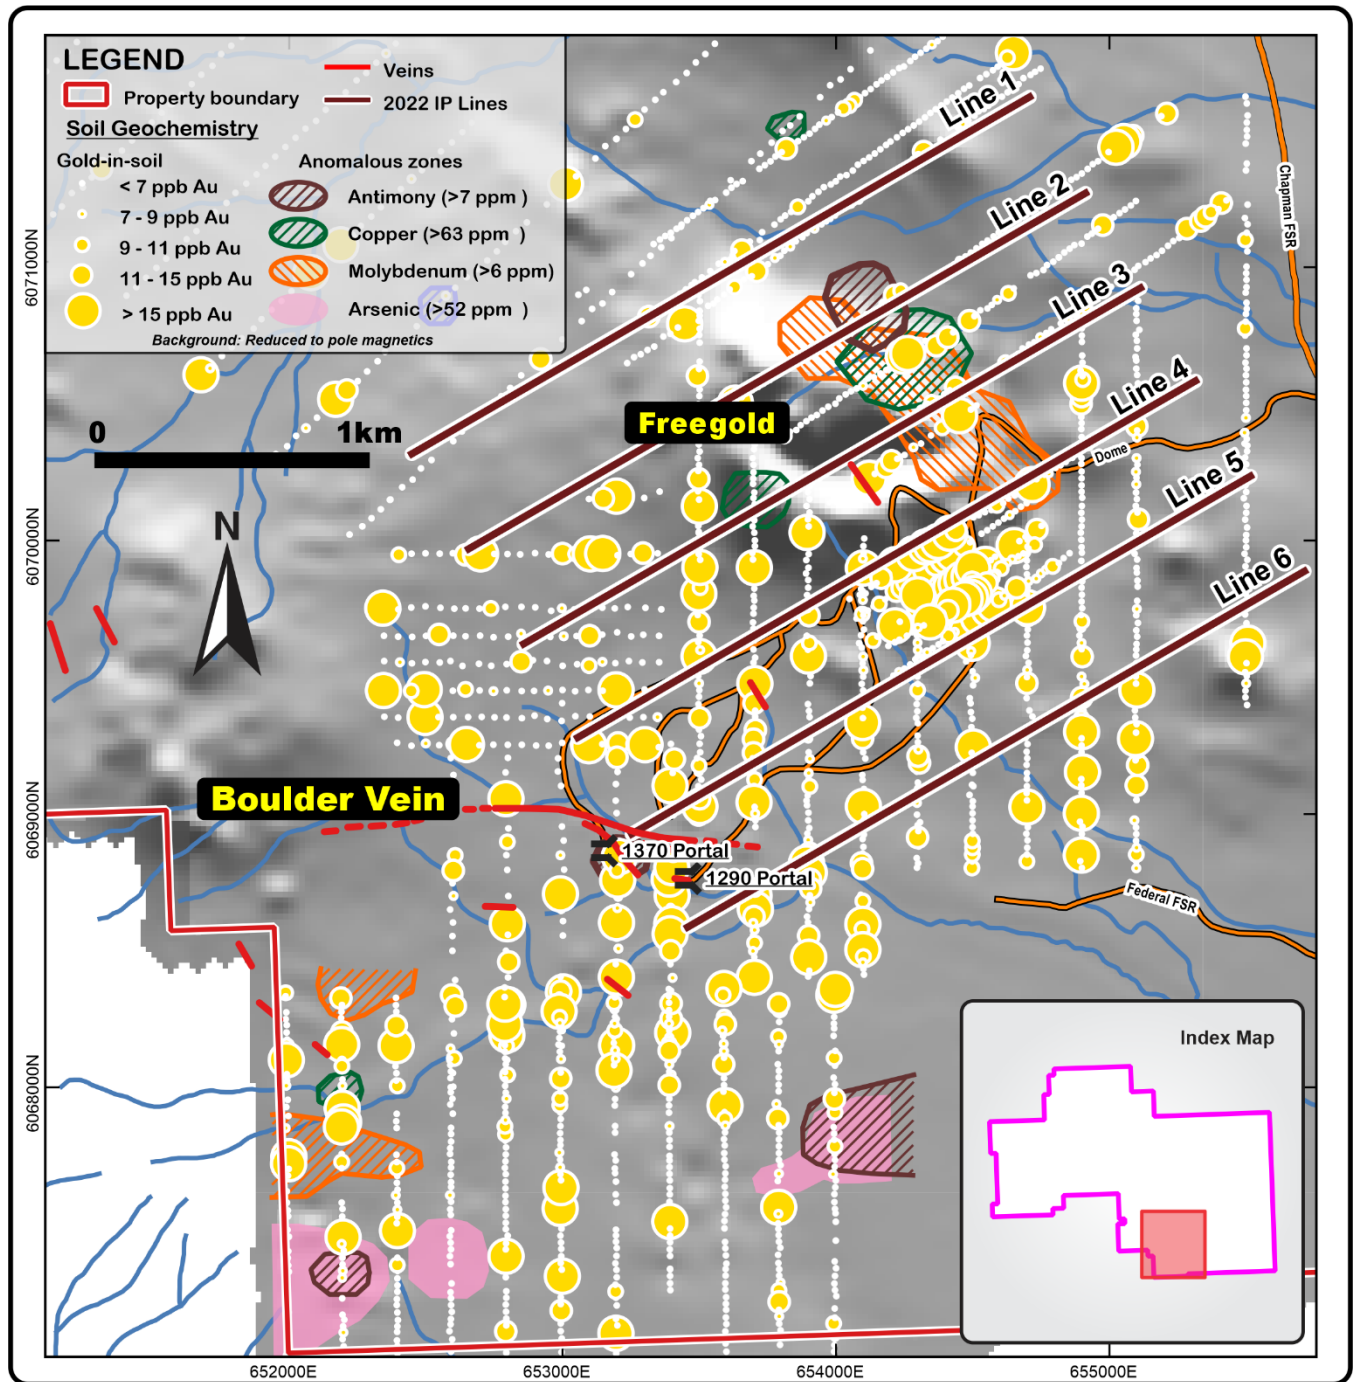 LEGEND
Property boundary
Veins
2022 IP Lines
Soil Geochemistry
Gold-in-soil
< 7 ppb Au
7 - 9 ppb Au
9 - 11 ppb Au
11 - 15 ppb Au
> 15 ppb Au
Anomalous zones
Antimony (>7 ppm )
Copper (>63 ppm )
Molybdenum (>6 ppm)
Arsenic (>52 ppm )
Background: Reduced to pole magnetics
0 1km
N
Line 1
Line 2
Line 3
Line 4
Line 5
Line 6
Chapman FSR
Freegold
Dome
Boulder Vein
1370 Portal
1290 Portal
Federal FSR
Index Map
6071000N
6070000N
6069000N
6068000N
652000E
653000E
654000E
655000E